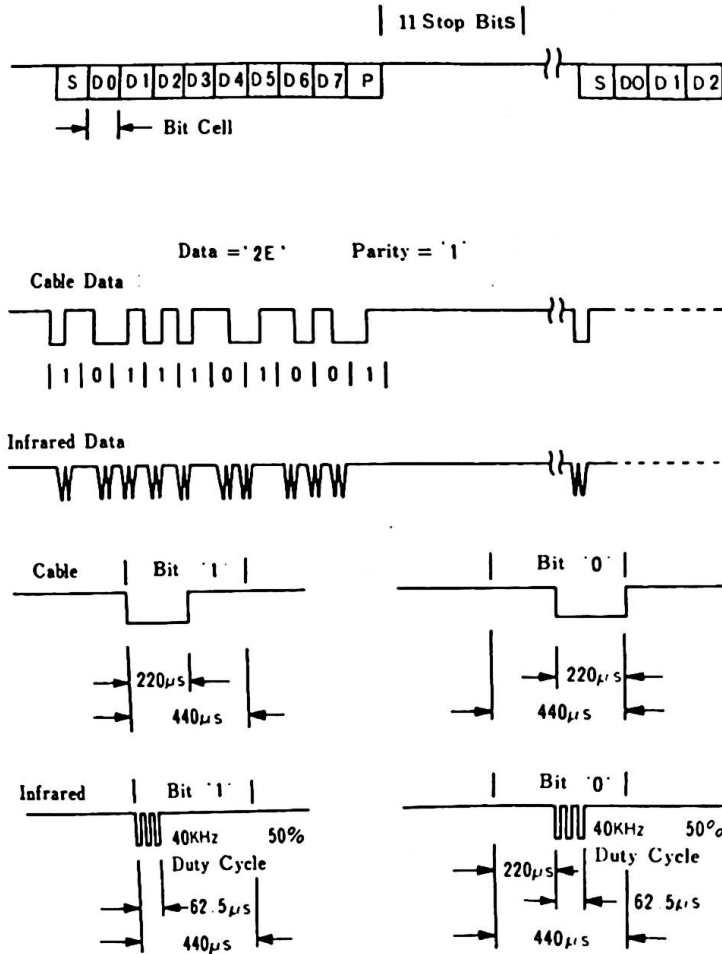 11 Stop Bits
S D0 D1 D2 D3 D4 D5 D6 D7 P S D0 D1 D2
Bit Cell
Data = '2E' Parity = '1'
Cable Data
1 0 1 1 1 0 1 0 0 1
Infrared Data
Cable Bit '1' Bit '0'
220μs 220μs
440μs 440μs
Infrared Bit '1' Bit '0'
40KHz 50% 40KHz 50%
Duty Cycle Duty Cycle
220μs
62.5μs 62.5μs
440μs 440μs